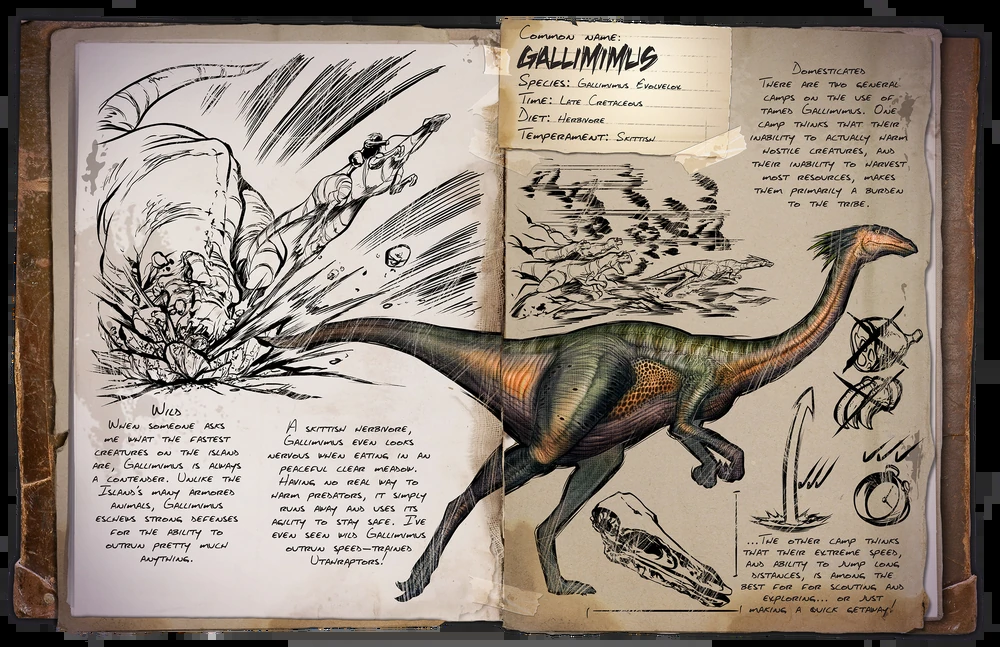 Common name:
Gallimimus
Species: Gallimimus Evolvelox
Time: Late Cretaceous
Diet: Herbivore
Temperament: Skittish
Wild
When someone asks
me what the fastest
creatures on the island
are, Gallimimus is always
a contender. Unlike the
Island's many armored
animals, Gallimimus
eschews strong defenses
for the ability to
outrun pretty much
anything.
A skittish herbivore,
Gallimimus even looks
nervous when eating in an
peaceful clear meadow.
Having no real way to
harm predators, it simply
runs away and uses its
agility to stay safe. I've
even seen wild Gallimimus
outrun speed-trained
Utahraptors!
Domesticated
There are two general
camps on the use of
tamed Gallimimus. One
camp thinks that their
inability to actually harm
hostile creatures, and
their inability to harvest
most resources, makes
them primarily a burden
to the tribe.
...The other camp thinks
that their extreme speed,
and ability to jump long
distances, is among the
best for for scouting and
exploring... or just
making a quick getaway!